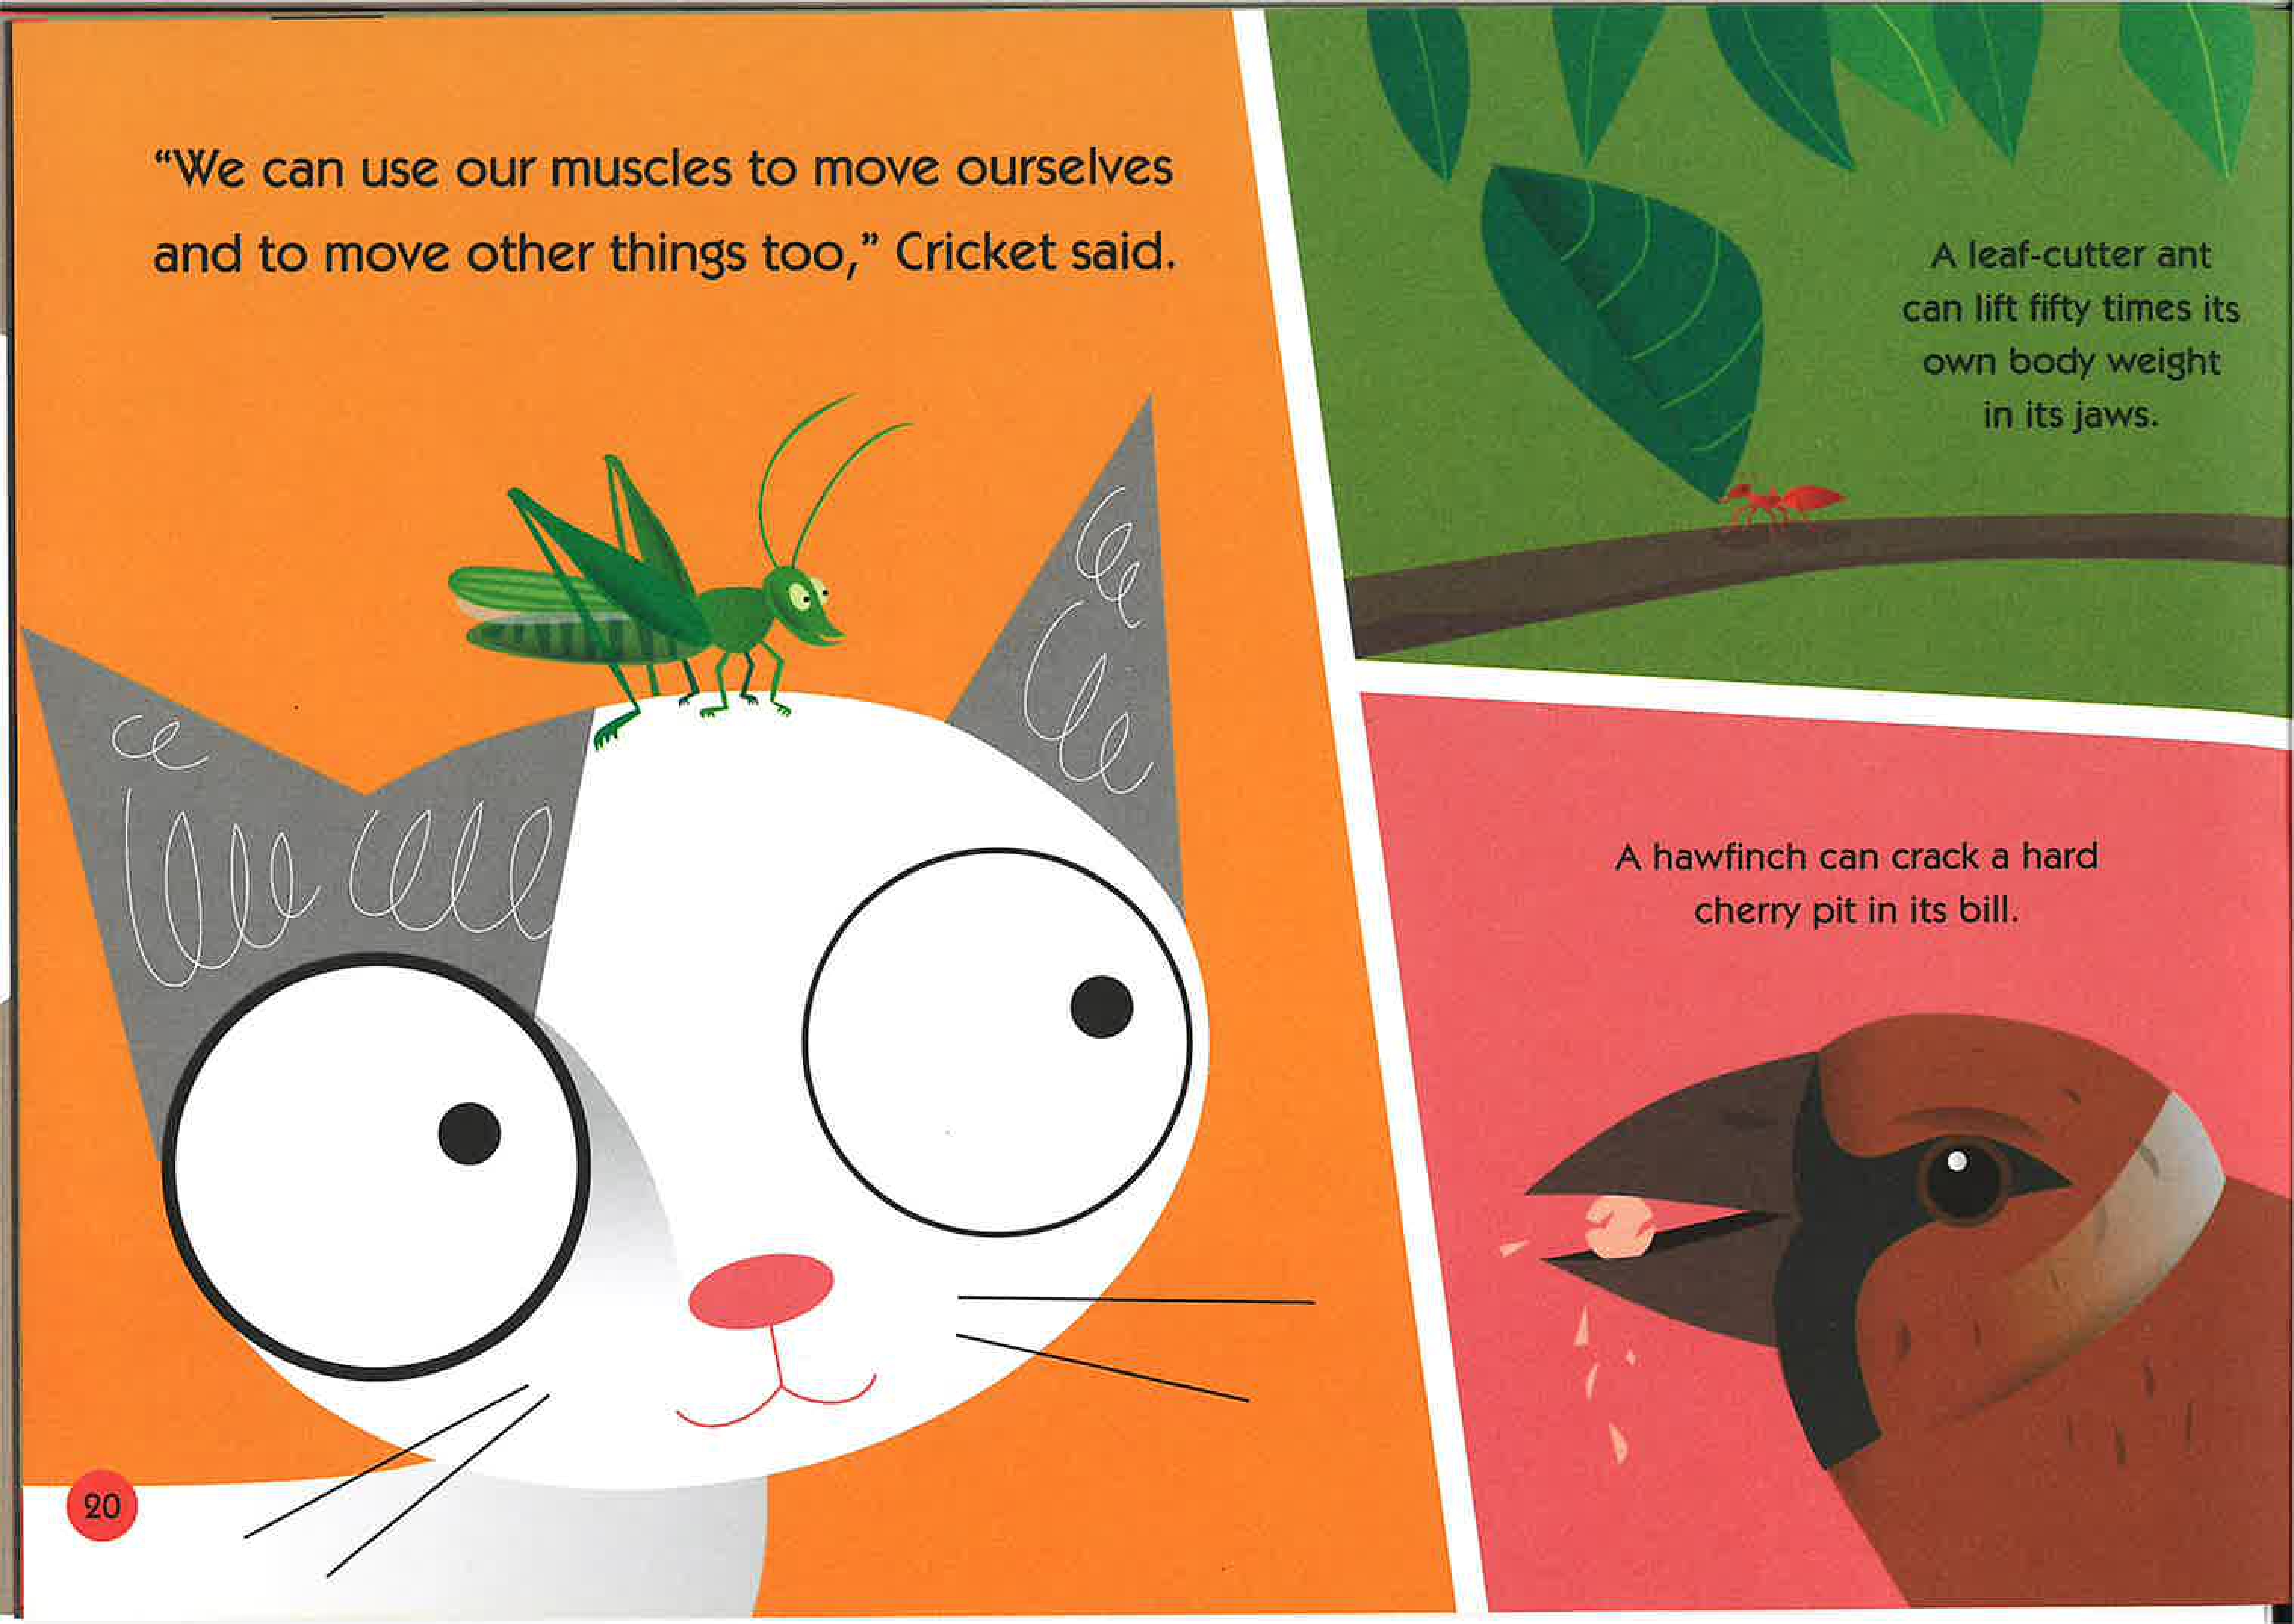 “We can use our muscles to move ourselves
and to move other things too,” Cricket said.
A leaf-cutter ant
can lift fifty times its
own body weight
in its jaws.
A hawfinch can crack a hard
cherry pit in its bill.
20